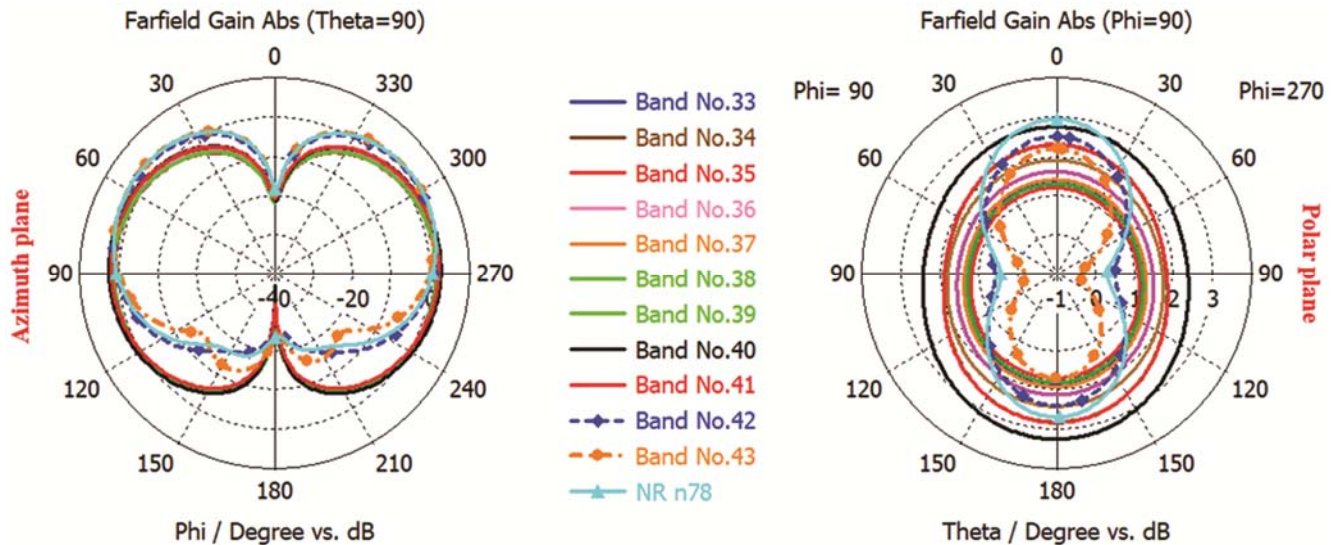 Farfield Gain Abs (Theta=90)
0
30
330
60
300
90
270
-40
-20
0
120
240
150
210
180
Phi / Degree vs. dB
Azimuth plane
Band No.33
Band No.34
Band No.35
Band No.36
Band No.37
Band No.38
Band No.39
Band No.40
Band No.41
Band No.42
Band No.43
NR n78
Farfield Gain Abs (Phi=90)
0
30
30
Phi= 90
Phi=270
60
60
90
90
-1
0
1
2
3
120
120
150
150
180
Theta / Degree vs. dB
Polar plane